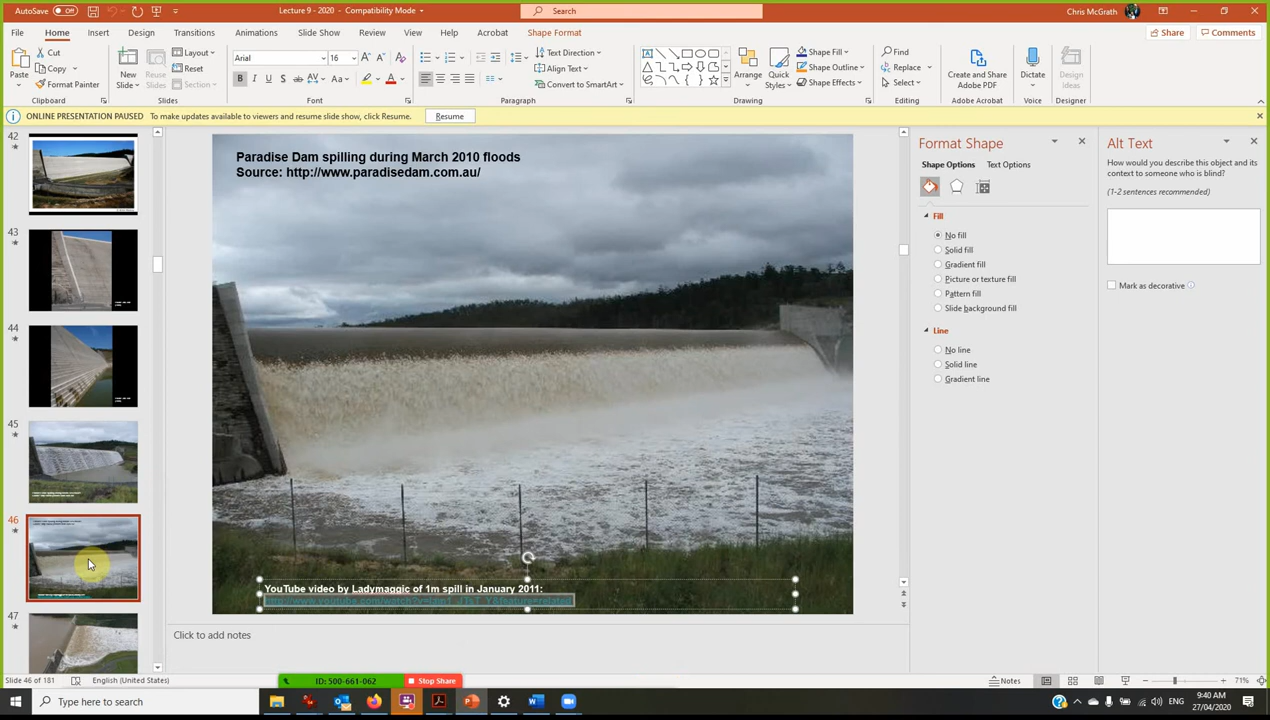 AutoSave Off
Lecture 9 - 2020 - Compatibility Mode
Search
Chris McGrath
File Home Insert Design Transitions Animations Slide Show Review View Help Acrobat Shape Format
Share Comments
Paste
Cut
Copy
Format Painter
Clipboard
New Slide
Reuse Slides
Layout
Reset
Section
Slides
Arial 16
Font
Text Direction
Align Text
Convert to SmartArt
Paragraph
Arrange
Quick Styles
Shape Fill
Shape Outline
Shape Effects
Drawing
Find
Replace
Select
Editing
Create and Share Adobe PDF
Adobe Acrobat
Dictate
Voice
Design Ideas
Designer
ONLINE PRESENTATION PAUSED To make updates available to viewers and resume slide show, click Resume.
Resume
42
43
44
45
46
47
Paradise Dam spilling during March 2010 floods
Source: http://www.paradisedam.com.au/
YouTube video by Ladymaggic of 1m spill in January 2011:
Click to add notes
Format Shape
Shape Options Text Options
Fill
No fill
Solid fill
Gradient fill
Picture or texture fill
Pattern fill
Slide background fill
Line
No line
Solid line
Gradient line
Alt Text
How would you describe this object and its
context to someone who is blind?
(1-2 sentences recommended)
Mark as decorative
Slide 46 of 181
English (United States)
ID: 500-661-062
Stop Share
Notes
71%
Type here to search
ENG
9:40 AM
27/04/2020